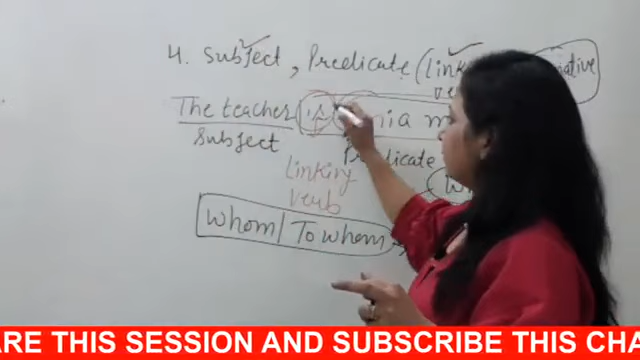 4. Subject, Predicate (link
verb
The teacher is
Subject Predicate
linking
verb
whom / To whom
ARE THIS SESSION AND SUBSCRIBE THIS CHA